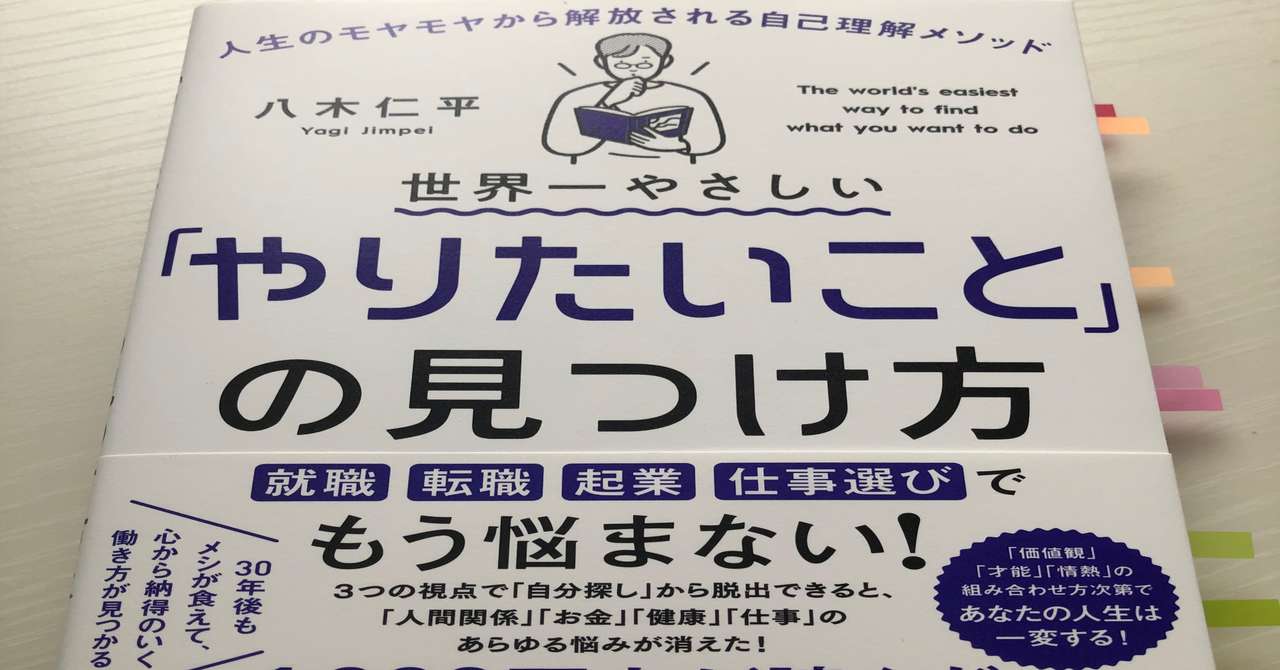 人生のモヤモヤから解放される自己理解メソッド
八木仁平
Yagi Jimpei
The world's easiest
way to find
what you want to do
世界一やさしい
「やりたいこと」
の見つけ方
就職 転職 起業 仕事選びで
もう悩まない!
3つの視点で「自分探し」から脱出できると、
「人間関係」「お金」「健康」「仕事」の
あらゆる悩みが消えた!
30年後も
メシが食えて、
心から納得のいく
働き方が見つかる
「価値観」
「才能」「情熱」の
組み合わせ方次第で
あなたの人生は
一変する!